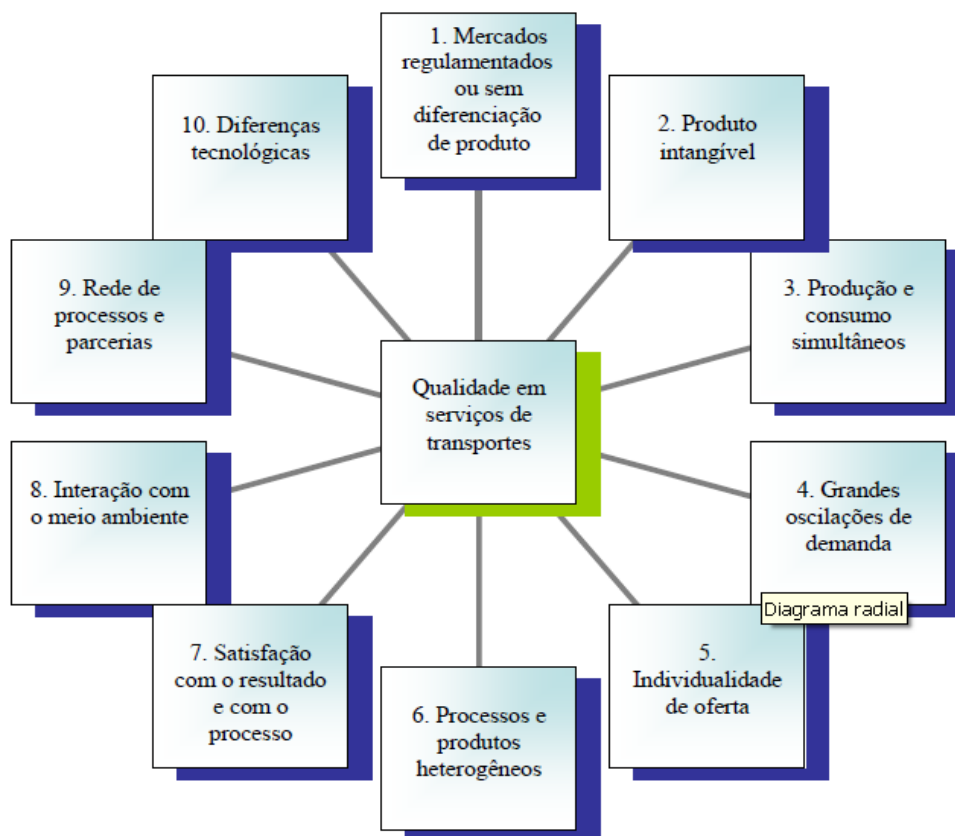 1. Mercados
regulamentados
ou sem
diferenciação
de produto
2. Produto
intangível
3. Produção e
consumo
simultâneos
4. Grandes
oscilações de
demanda
Diagrama radial
5.
Individualidade
de oferta
6. Processos e
produtos
heterogêneos
7. Satisfação
com o resultado
e com o
processo
8. Interação com
o meio ambiente
9. Rede de
processos e
parcerias
10. Diferenças
tecnológicas
Qualidade em
serviços de
transportes